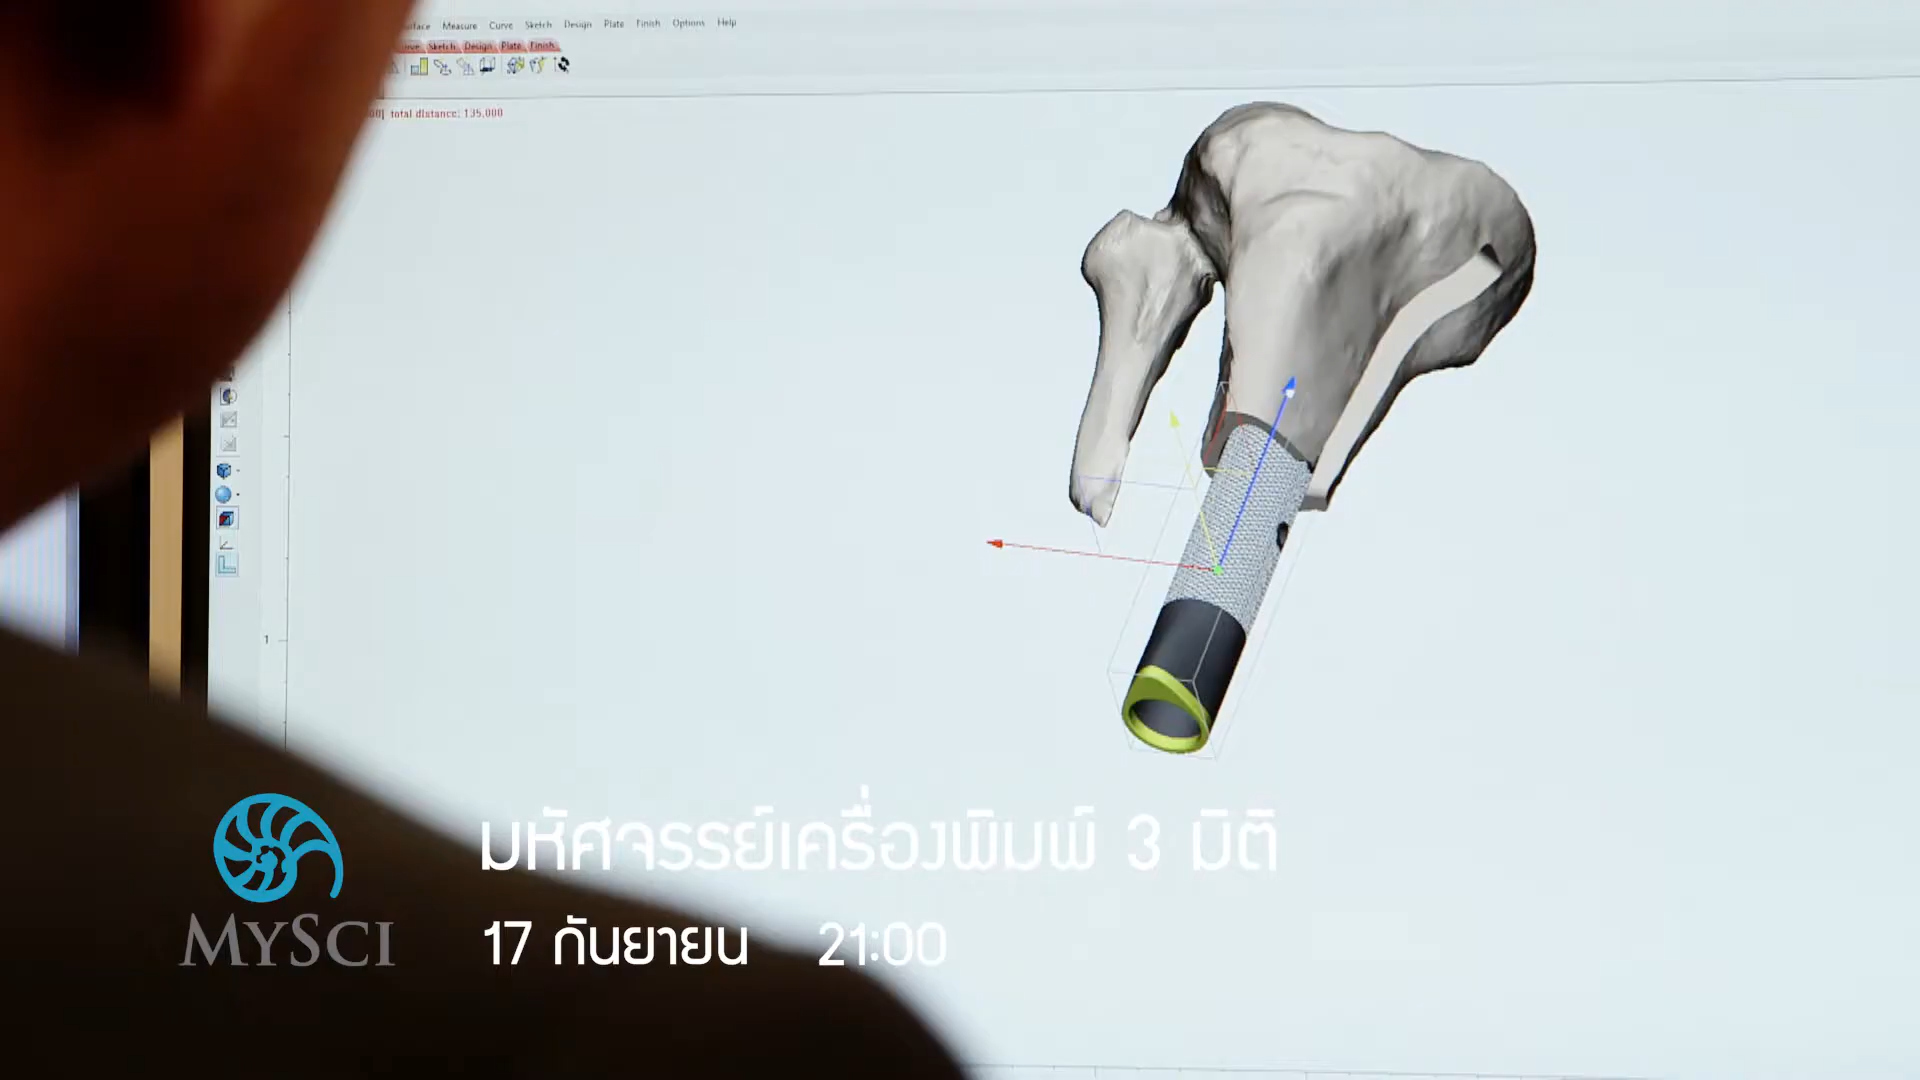 Measure Curve Sketch Design Plate Finish Options Help
Sketch Design Plate Finish
total distance: 135.000
1
มหัศจรรย์เครื่องพิมพ์ 3 มิติ
MYSCI
17 กันยายน 21:00